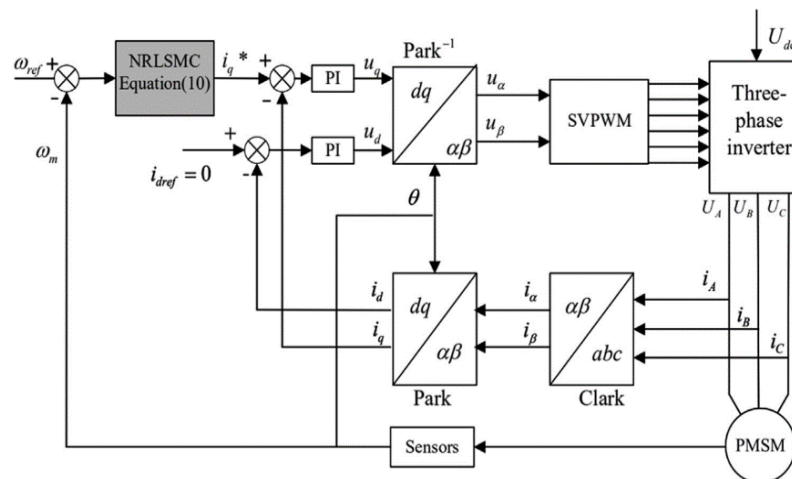 ω_ref + -
NRLSMC
Equation(10)
i_q *
+ -
PI
u_q
Park⁻¹
dq
αβ
u_α
u_β
SVPWM
Three-
phase
inverter
U_dc
+ -
i_dref = 0
PI
u_d
ω_m
θ
U_A U_B U_C
i_d
i_q
dq
αβ
Park
i_α
i_β
αβ
abc
Clark
i_A
i_B
i_C
Sensors
PMSM